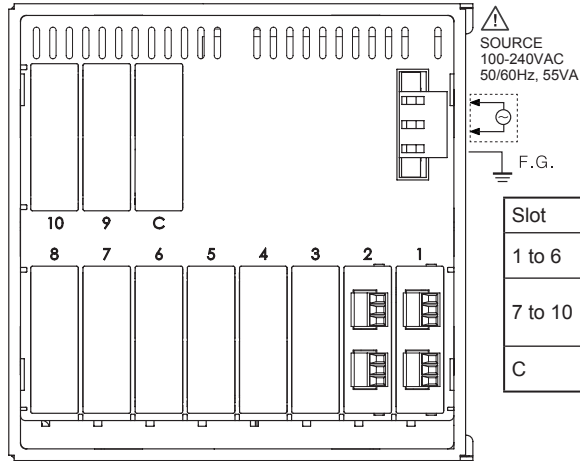 SOURCE
100-240VAC
50/60Hz, 55VA
F.G.
10 9 C
8 7 6 5 4 3 2 1
Slot
1 to 6
7 to 10
C